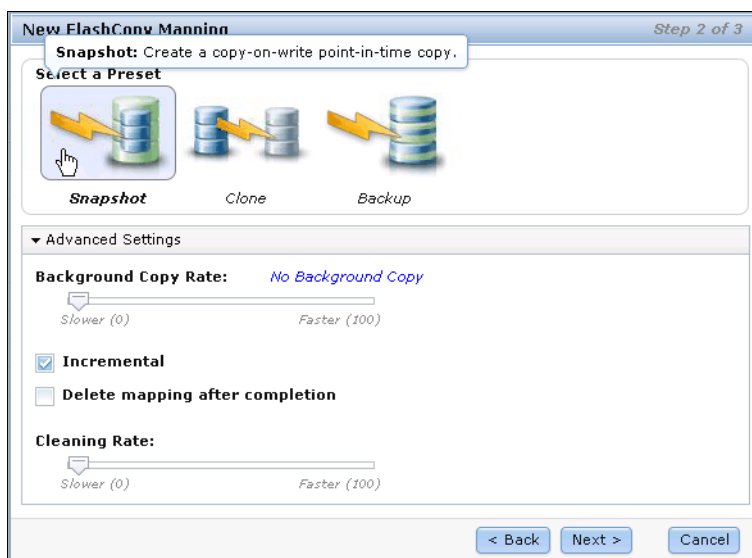 New FlashCopy Mapping
Step 2 of 3
Snapshot: Create a copy-on-write point-in-time copy.
Select a Preset
Snapshot Clone Backup
Advanced Settings
Background Copy Rate: No Background Copy
Slower (0) Faster (100)
Incremental
Delete mapping after completion
Cleaning Rate:
Slower (0) Faster (100)
< Back Next > Cancel